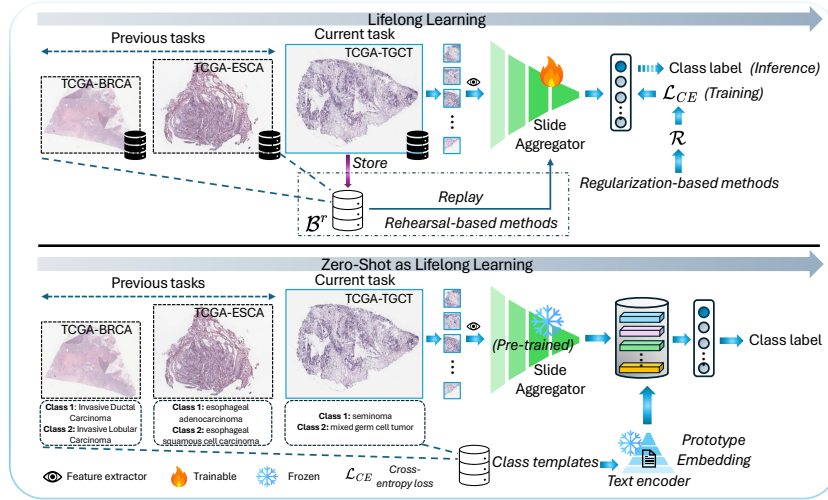 Lifelong Learning
Previous tasks
Current task
TCGA-BRCA
TCGA-ESCA
TCGA-TGCT
Slide
Aggregator
Class label (Inference)
ℒCE (Training)
ℛ
Regularization-based methods
Store
ℬʳ
Replay
Rehearsal-based methods
Zero-Shot as Lifelong Learning
Previous tasks
Current task
TCGA-BRCA
TCGA-ESCA
TCGA-TGCT
(Pre-trained)
Slide
Aggregator
Class label
Class 1: Invasive Ductal
Carcinoma
Class 2: Invasive Lobular
Carcinoma
Class 1: esophageal
adenocarcinoma
Class 2: esophageal
squamous cell carcinoma
Class 1: seminoma
Class 2: mixed germ cell tumor
Class templates
Prototype
Embedding
Text encoder
Feature extractor
Trainable
Frozen
ℒCE
Cross-
entropy loss